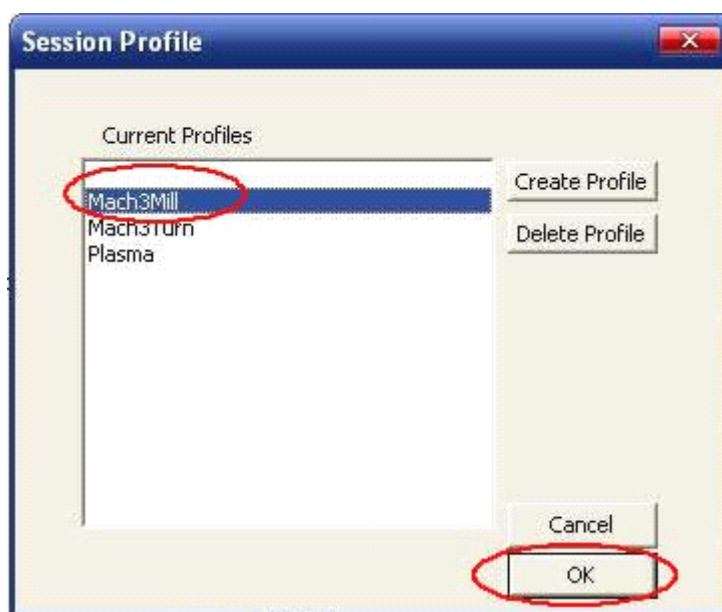 Session Profile
Current Profiles
Mach3Mill
Mach3Turn
Plasma
Create Profile
Delete Profile
Cancel
OK